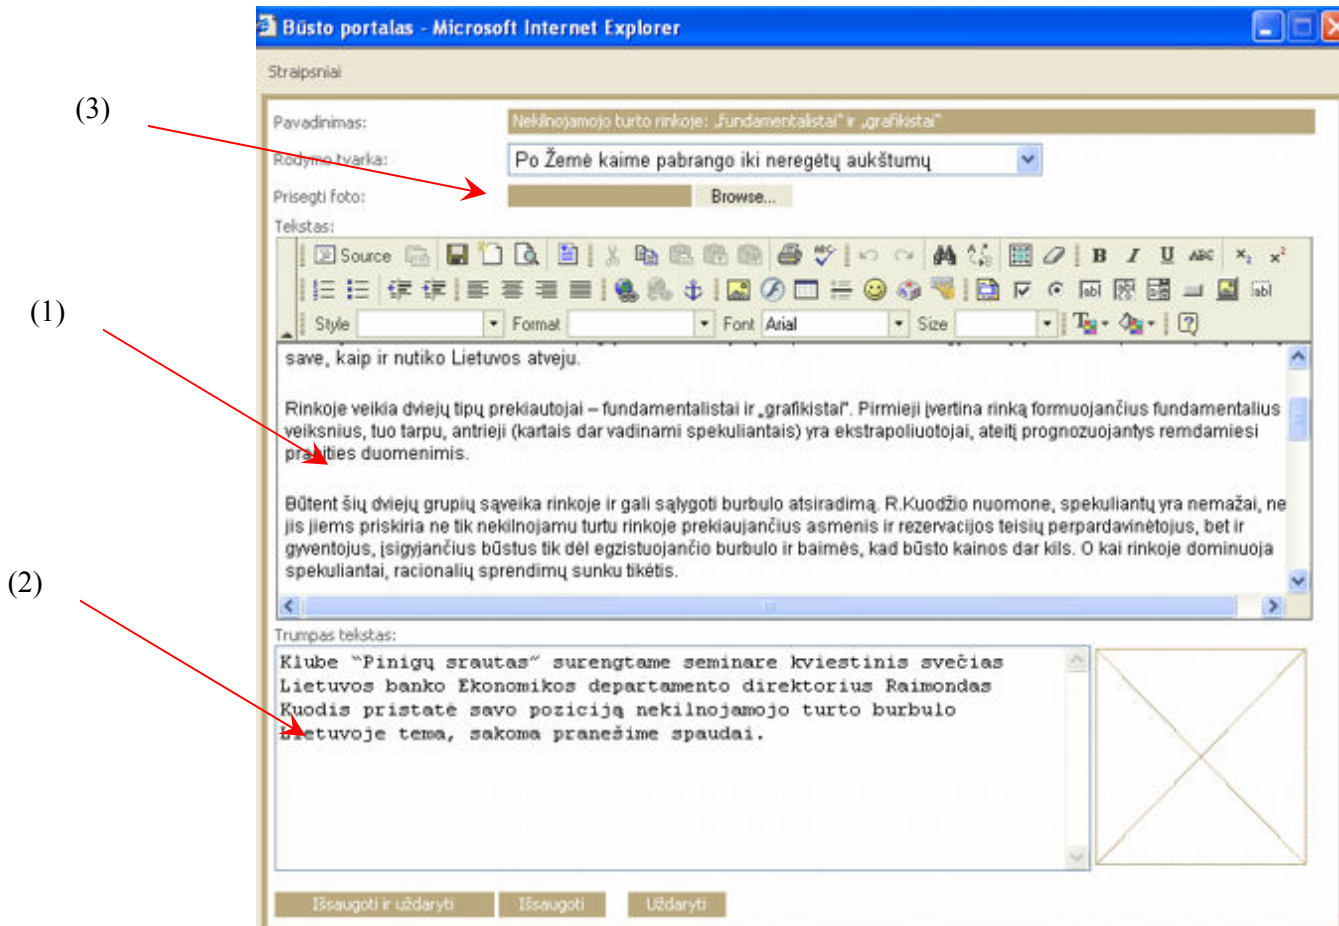 Būsto portalas - Microsoft Internet Explorer
Straipsniai
(3)
Pavadinimas: Nekilnojamojo turto rinkoje: „fundamentalistai" ir „grafikistai"
Rodymo tvarka: Po Žemė kaime pabrango iki neregėtų aukštumų
Prisegti foto: Browse...
Tekstas:
Source
B I U ABC x₂ x²
(1)
Style Format Font Arial Size
save, kaip ir nutiko Lietuvos atveju.
Rinkoje veikia dviejų tipų prekiautojai – fundamentalistai ir „grafikistai". Pirmieji įvertina rinką formuojančius fundamentalius
veiksnius, tuo tarpu, antrieji (kartais dar vadinami spekuliantais) yra ekstrapoliuotojai, ateitį prognozuojantys remdamiesi
praeities duomenimis.
Būtent šių dviejų grupių sąveika rinkoje ir gali sąlygoti burbulo atsiradimą. R.Kuodžio nuomone, spekuliantų yra nemažai, ne
jis jiems priskiria ne tik nekilnojamu turtu rinkoje prekiaujančius asmenis ir rezervacijos teisių perpardavinėtojus, bet ir
gyventojus, įsigyjančius būstus tik dėl egzistuojančio burbulo ir baimės, kad būsto kainos dar kils. O kai rinkoje dominuoja
spekuliantai, racionalių sprendimų sunku tikėtis.
(2)
Trumpas tekstas:
Klube "Pinigų srautas" surengtame seminare kviestinis svečias
Lietuvos banko Ekonomikos departamento direktorius Raimondas
Kuodis pristatė savo poziciją nekilnojamojo turto burbulo
Lietuvoje tema, sakoma pranešime spaudai.
Išsaugoti ir uždaryti Išsaugoti Uždaryti